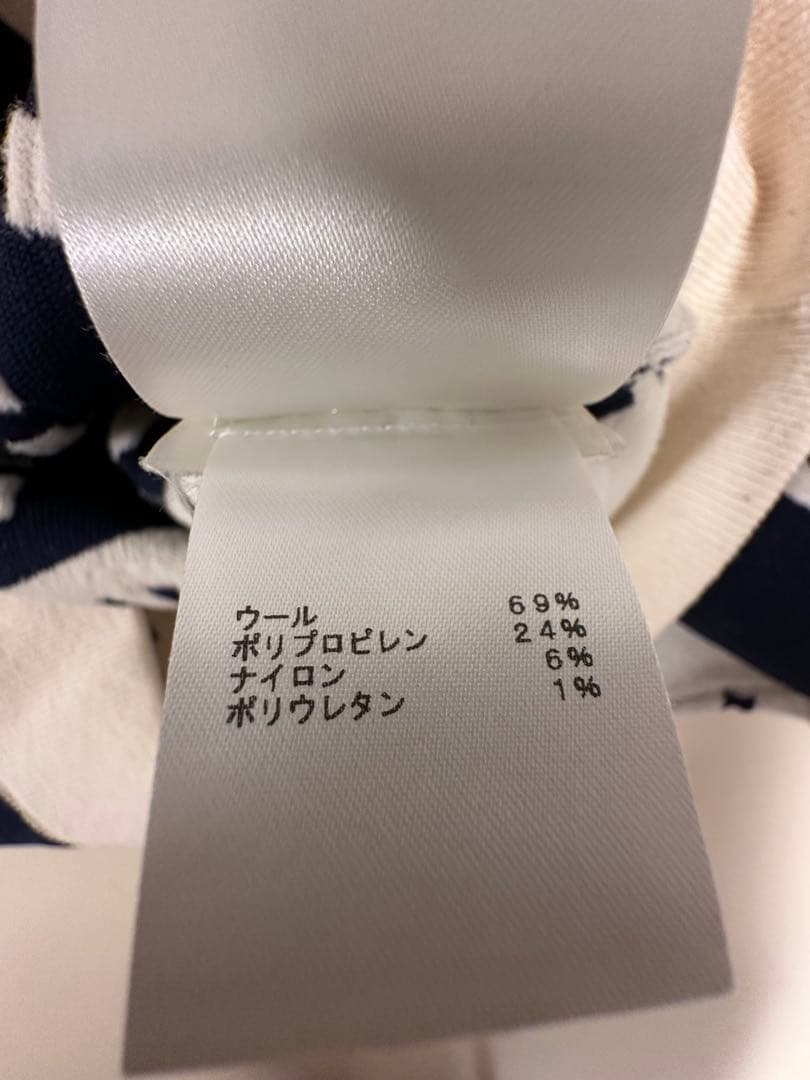 ウール 69%
ポリプロピレン 24%
ナイロン 6%
ポリウレタン 1%